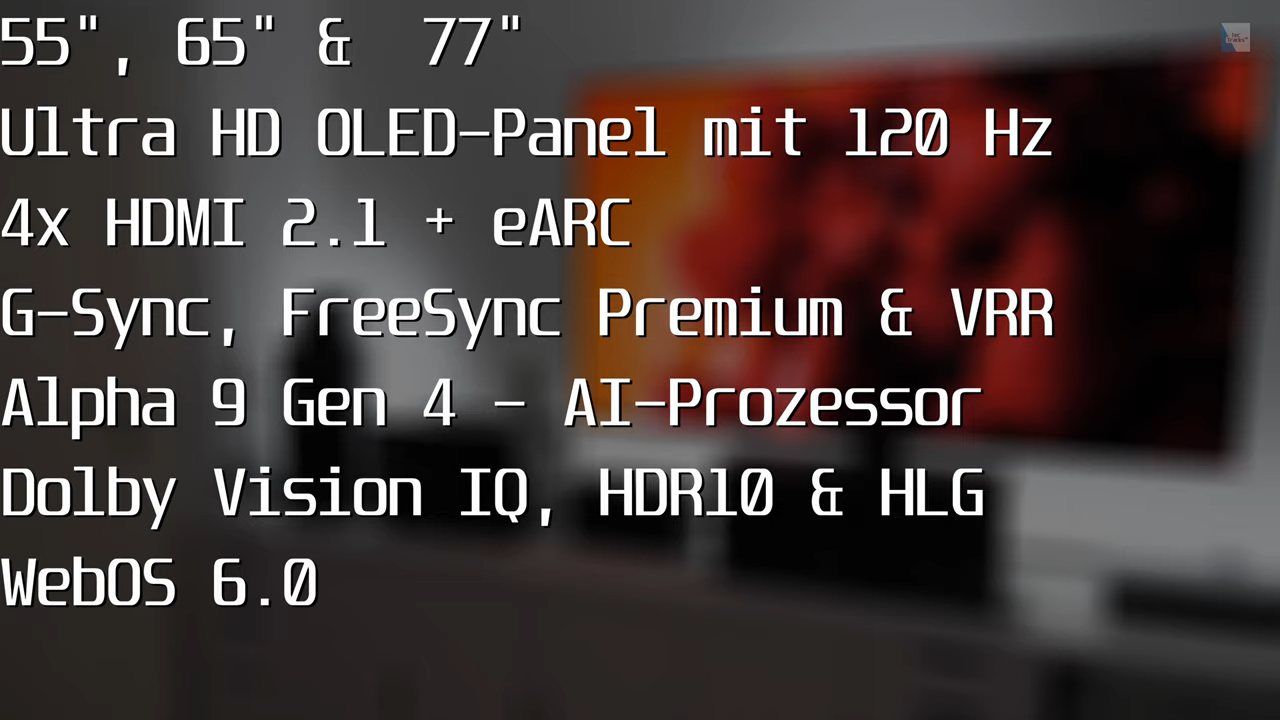 55", 65" & 77"
Ultra HD OLED-Panel mit 120 Hz
4x HDMI 2.1 + eARC
G-Sync, FreeSync Premium & VRR
Alpha 9 Gen 4 - AI-Prozessor
Dolby Vision IQ, HDR10 & HLG
WebOS 6.0